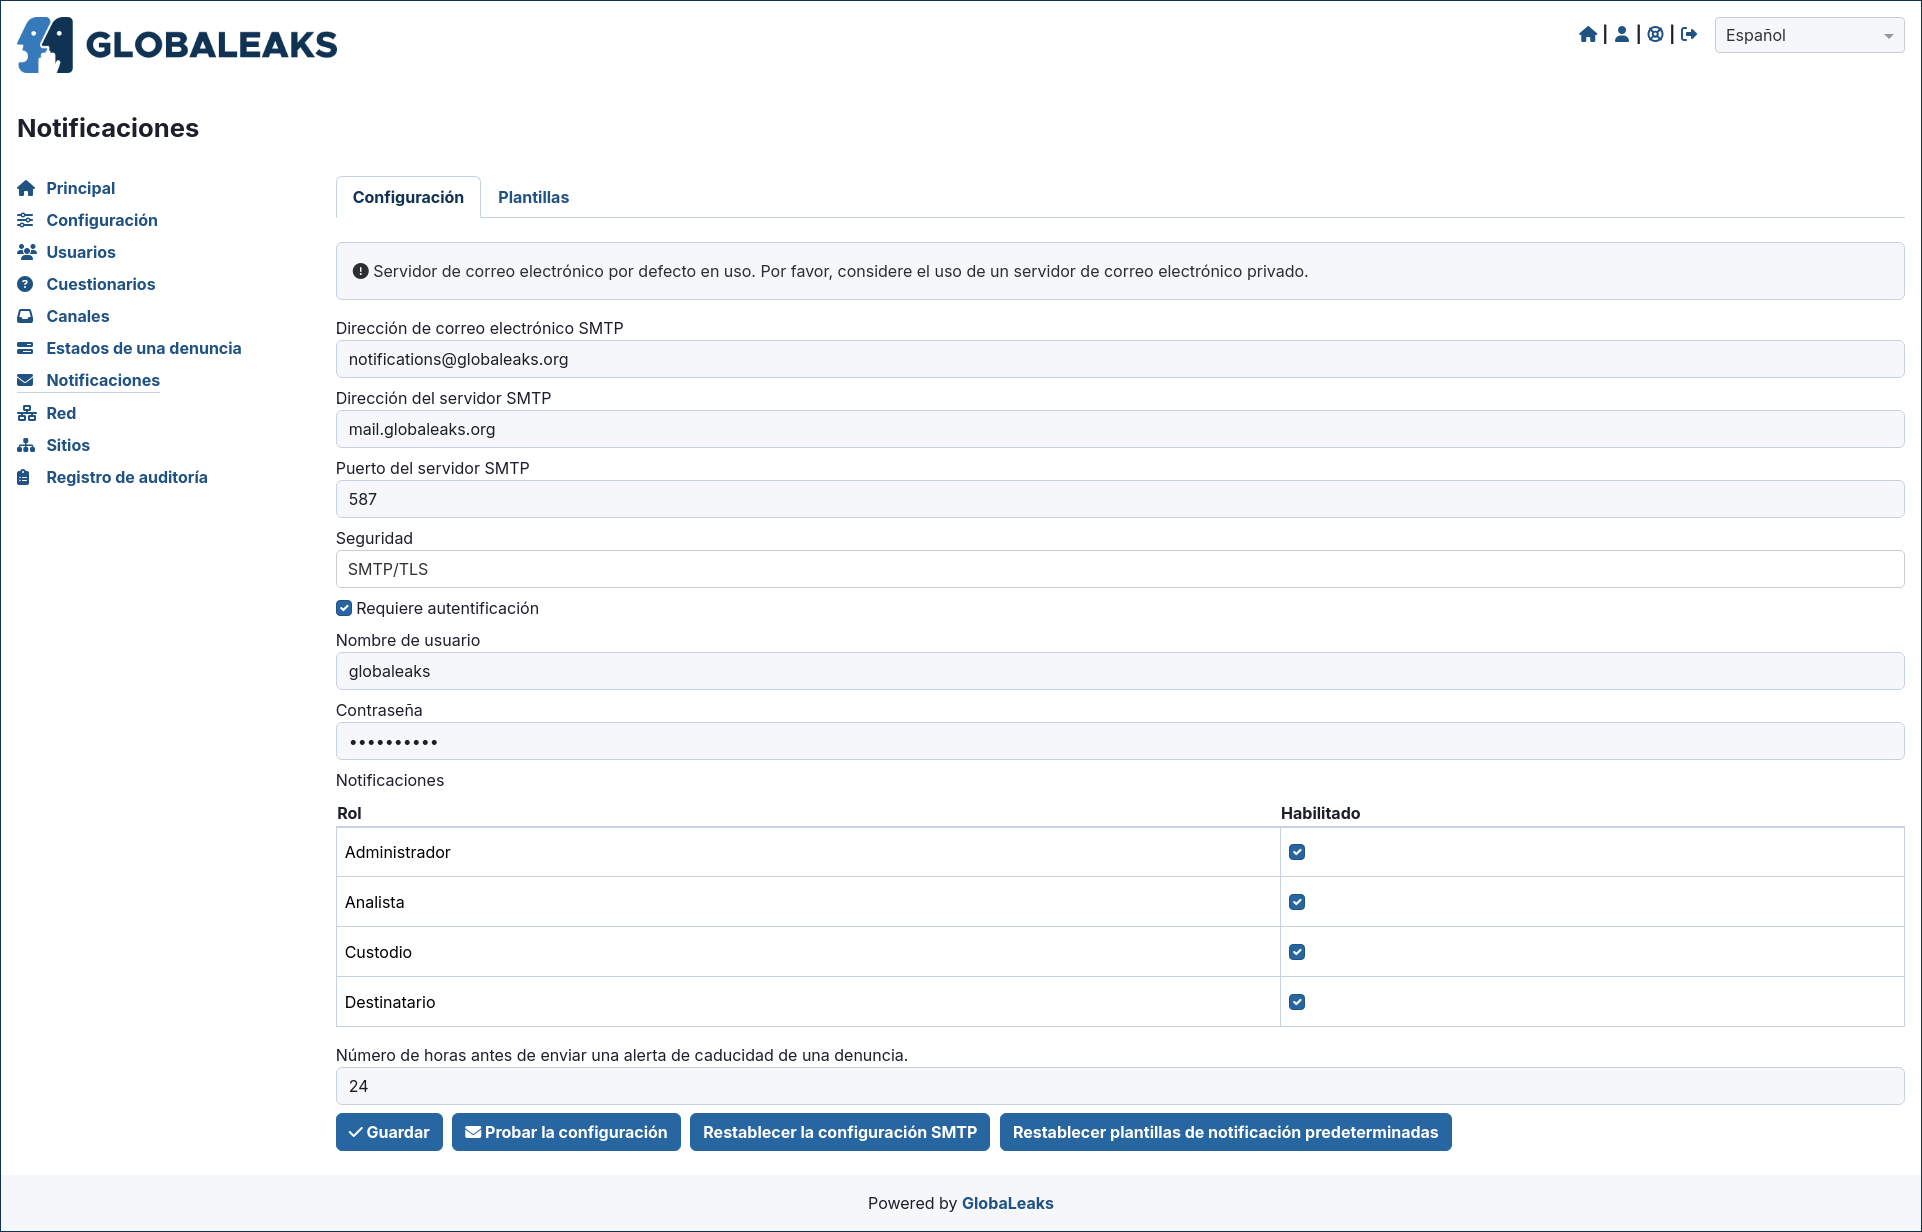 GLOBALEAKS
Español
Notificaciones
Principal
Configuración
Usuarios
Cuestionarios
Canales
Estados de una denuncia
Notificaciones
Red
Sitios
Registro de auditoría
Configuración
Plantillas
Servidor de correo electrónico por defecto en uso. Por favor, considere el uso de un servidor de correo electrónico privado.
Dirección de correo electrónico SMTP
notifications@globaleaks.org
Dirección del servidor SMTP
mail.globaleaks.org
Puerto del servidor SMTP
587
Seguridad
SMTP/TLS
Requiere autentificación
Nombre de usuario
globaleaks
Contraseña
••••••••••
Notificaciones
Rol Habilitado
Administrador
Analista
Custodio
Destinatario
Número de horas antes de enviar una alerta de caducidad de una denuncia.
24
Guardar Probar la configuración Restablecer la configuración SMTP Restablecer plantillas de notificación predeterminadas
Powered by GlobaLeaks